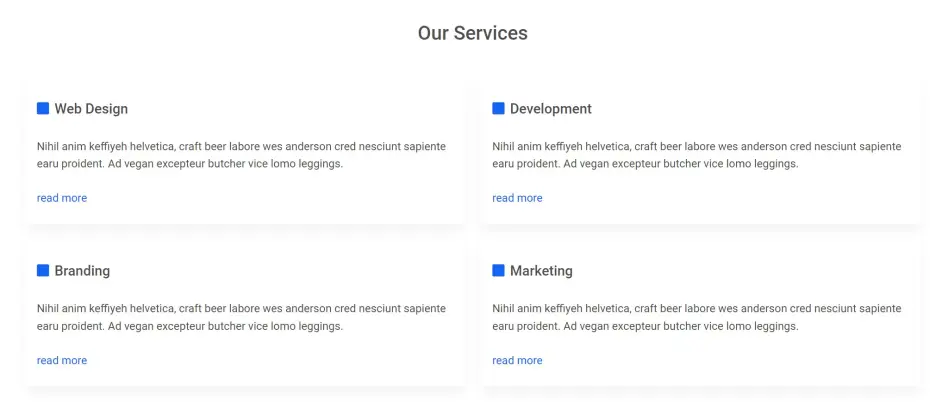 Our Services
Web Design
Nihil anim keffiyeh helvetica, craft beer labore wes anderson cred nesciunt sapiente
earu proident. Ad vegan excepteur butcher vice lomo leggings.
read more
Development
Nihil anim keffiyeh helvetica, craft beer labore wes anderson cred nesciunt sapiente
earu proident. Ad vegan excepteur butcher vice lomo leggings.
read more
Branding
Nihil anim keffiyeh helvetica, craft beer labore wes anderson cred nesciunt sapiente
earu proident. Ad vegan excepteur butcher vice lomo leggings.
read more
Marketing
Nihil anim keffiyeh helvetica, craft beer labore wes anderson cred nesciunt sapiente
earu proident. Ad vegan excepteur butcher vice lomo leggings.
read more